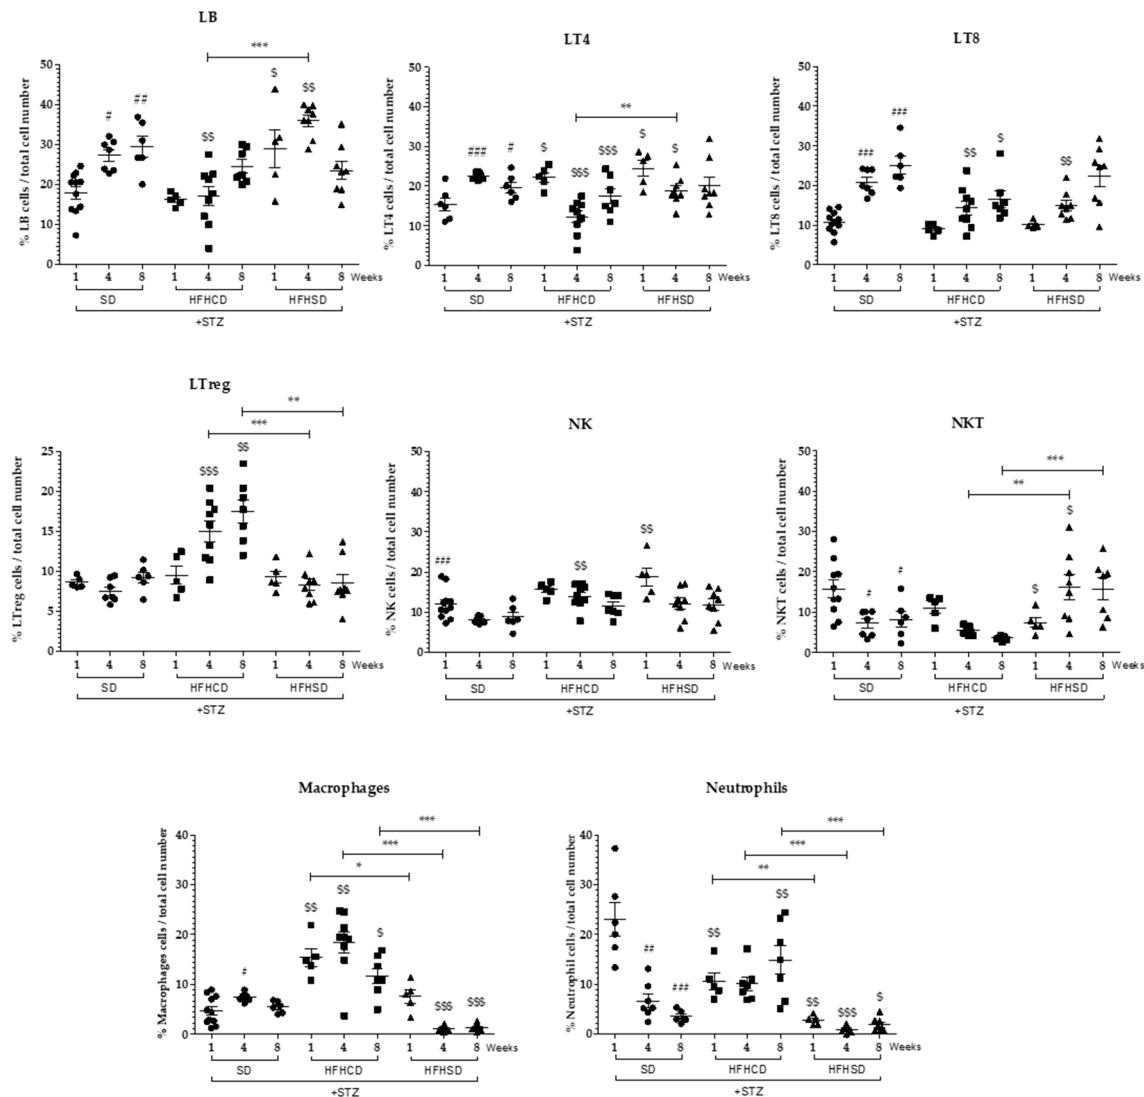 LB
LT4
LT8
***
$
$$
#
##
$$
% LB cells / total cell number
50
40
30
20
10
0
1 4 8 1 4 8 1 4 8 Weeks
SD HFHCD HFHSD
+STZ
**
###
#
$
$$$
$$$
$
$
% LT4 cells / total cell number
50
40
30
20
10
0
1 4 8 1 4 8 1 4 8 Weeks
SD HFHCD HFHSD
+STZ
###
###
$$
$
$$
% LT8 cells / total cell number
50
40
30
20
10
0
1 4 8 1 4 8 1 4 8 Weeks
SD HFHCD HFHSD
+STZ
LTreg
**
***
$$$
$$
% LTreg cells / total cell number
25
20
15
10
5
0
1 4 8 1 4 8 1 4 8 Weeks
SD HFHCD HFHSD
+STZ
NK
###
$$
$$
% NK cells / total cell number
50
40
30
20
10
0
1 4 8 1 4 8 1 4 8 Weeks
SD HFHCD HFHSD
+STZ
NKT
***
**
#
#
$
$
% NKT cells / total cell number
50
40
30
20
10
0
1 4 8 1 4 8 1 4 8 Weeks
SD HFHCD HFHSD
+STZ
Macrophages
***
***
*
#
$$
$$
$
$$$
$$$
% Macrophages cells / total cell number
40
30
20
10
0
1 4 8 1 4 8 1 4 8 Weeks
SD HFHCD HFHSD
+STZ
Neutrophils
***
***
**
##
###
$$
$$
$$
$$$
$
% Neutrophil cells / total cell number
40
30
20
10
0
1 4 8 1 4 8 1 4 8 Weeks
SD HFHCD HFHSD
+STZ